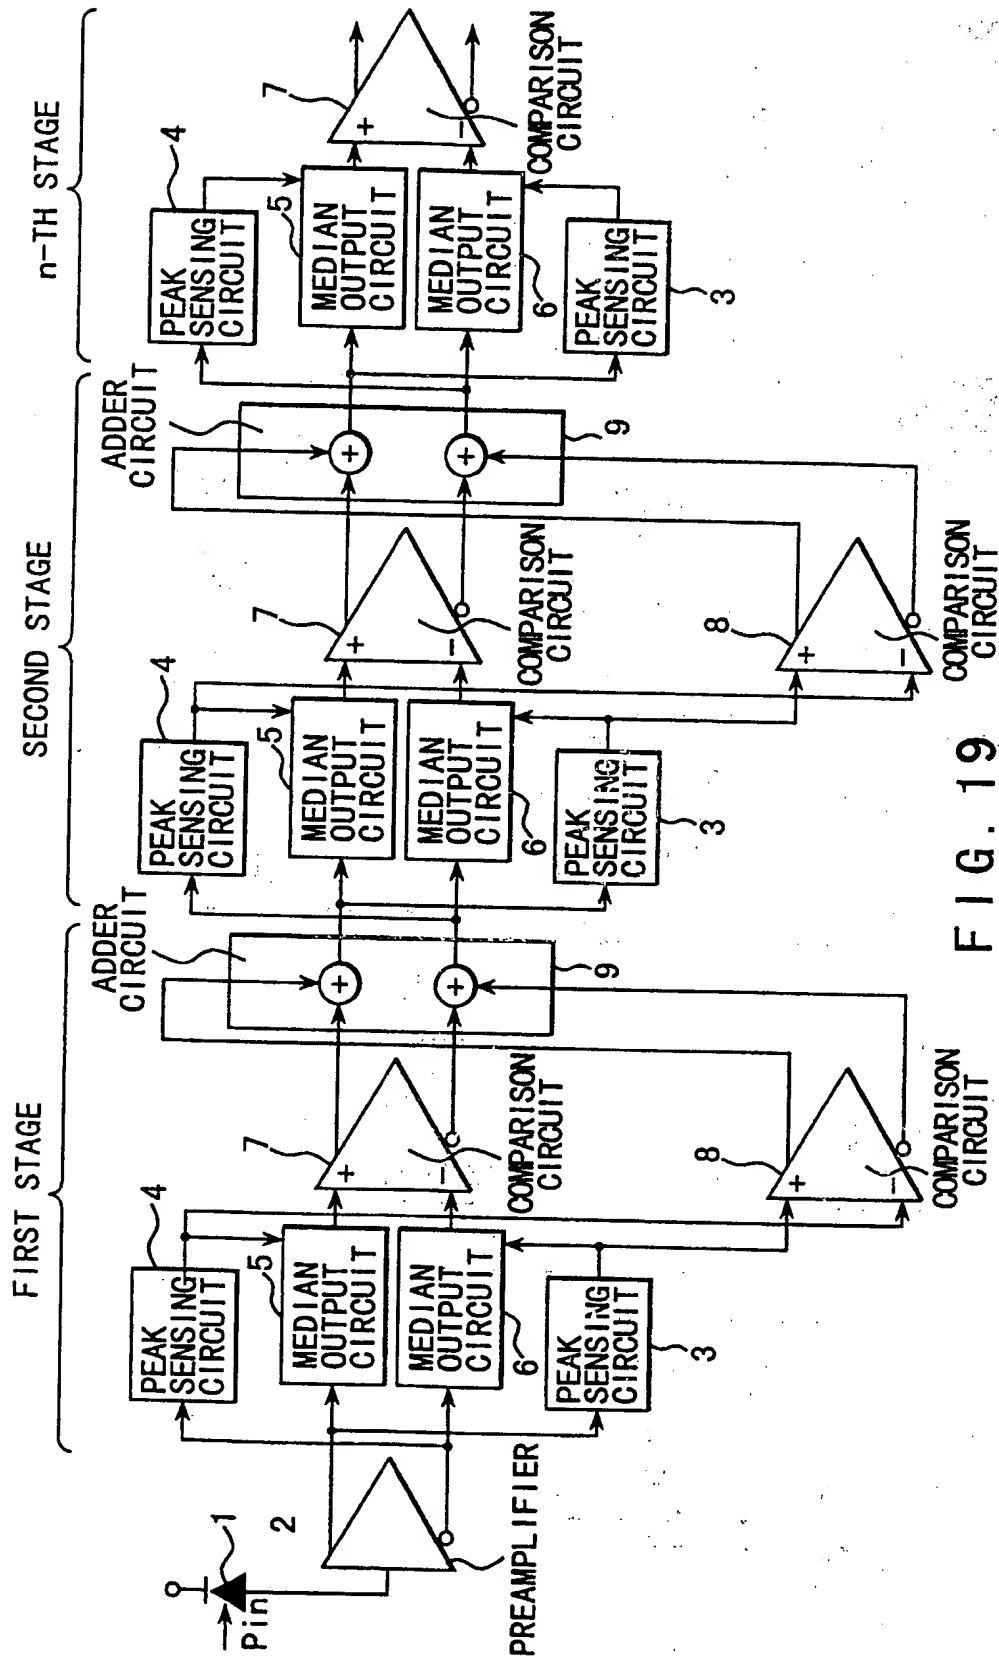 FIRST STAGE
SECOND STAGE
n-TH STAGE
1
Pin
2
PREAMPLIFIER
4
PEAK
SENSING
CIRCUIT
5
MEDIAN
OUTPUT
CIRCUIT
MEDIAN
OUTPUT
CIRCUIT
6
PEAK
SENSING
CIRCUIT
3
7
+
−
COMPARISON
CIRCUIT
8
+
−
COMPARISON
CIRCUIT
ADDER
CIRCUIT
+
+
9
4
PEAK
SENSING
CIRCUIT
5
MEDIAN
OUTPUT
CIRCUIT
MEDIAN
OUTPUT
CIRCUIT
6
PEAK
SENSING
CIRCUIT
3
7
+
−
COMPARISON
CIRCUIT
8
+
−
COMPARISON
CIRCUIT
ADDER
CIRCUIT
+
+
9
4
PEAK
SENSING
CIRCUIT
5
MEDIAN
OUTPUT
CIRCUIT
MEDIAN
OUTPUT
CIRCUIT
6
PEAK
SENSING
CIRCUIT
3
7
+
−
COMPARISON
CIRCUIT
FIG. 19